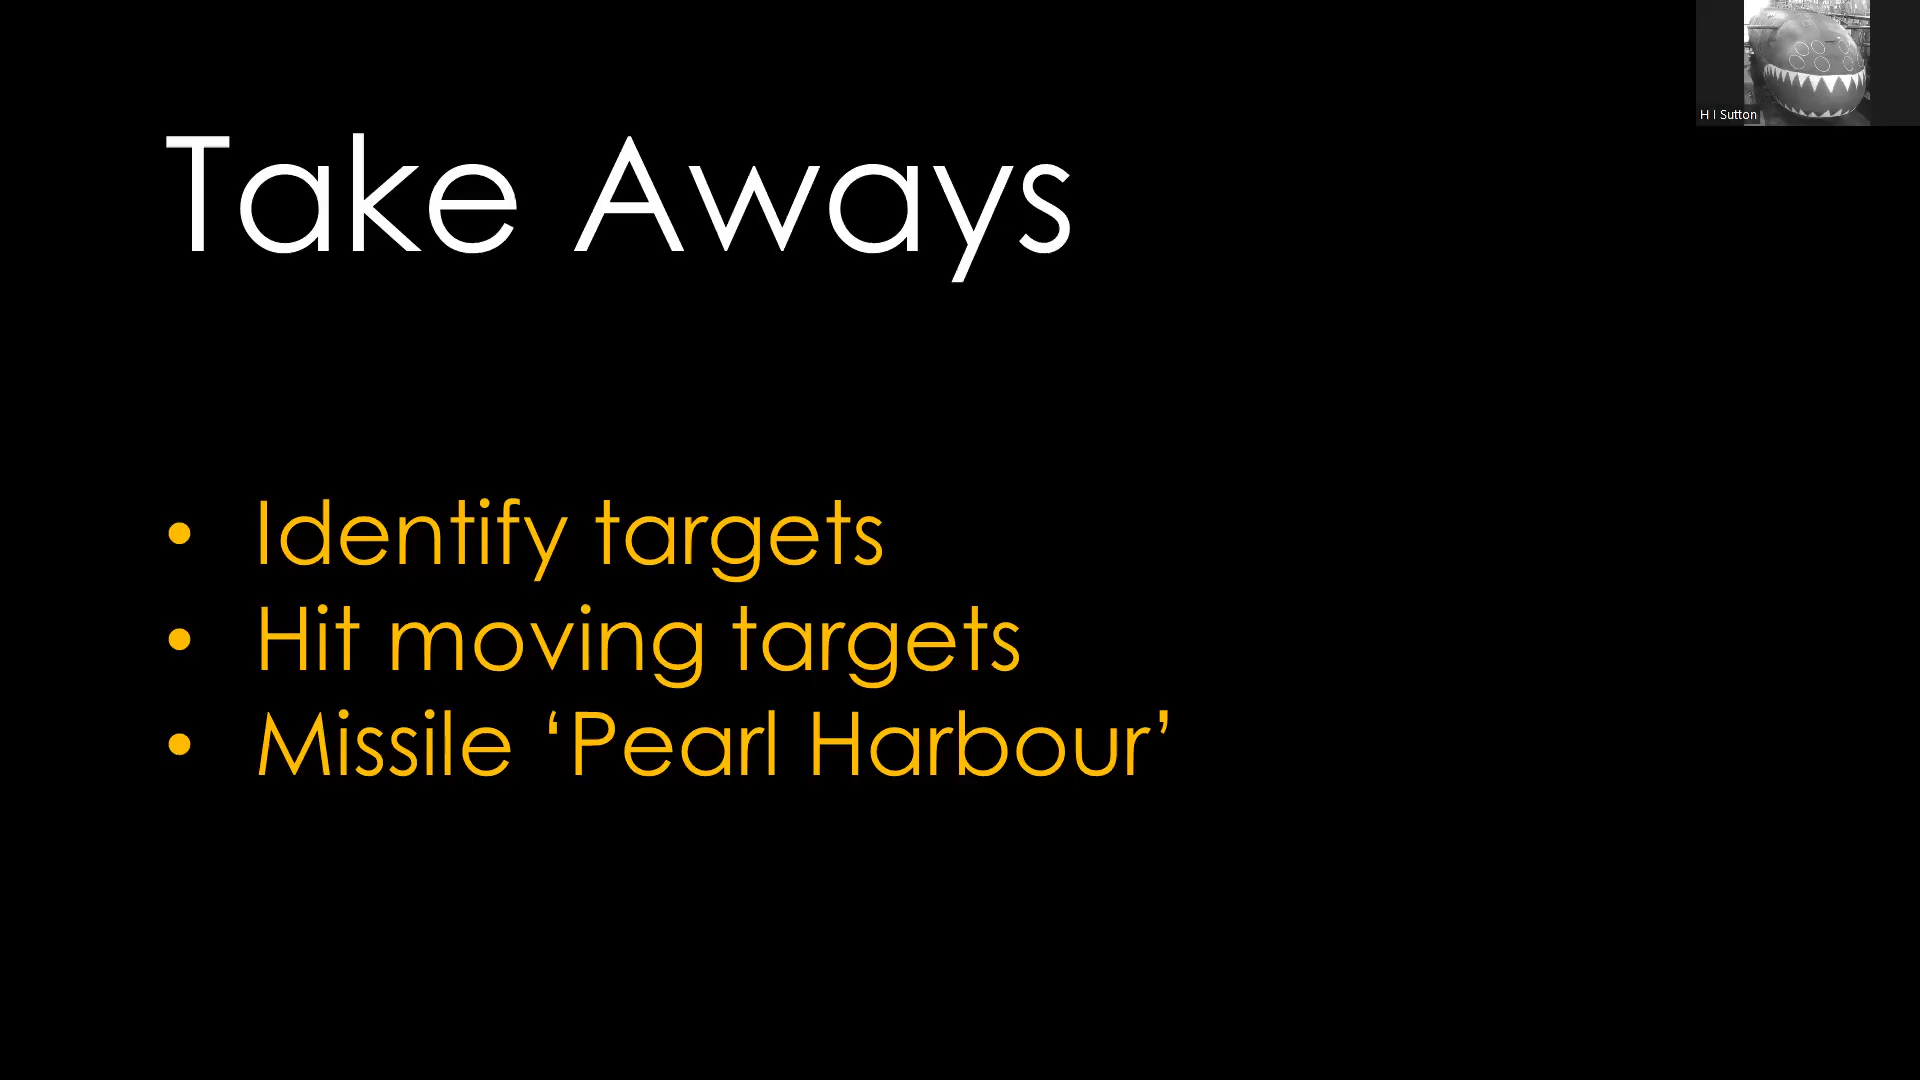 H I Sutton
Take Aways
• Identify targets
• Hit moving targets
• Missile ‘Pearl Harbour’